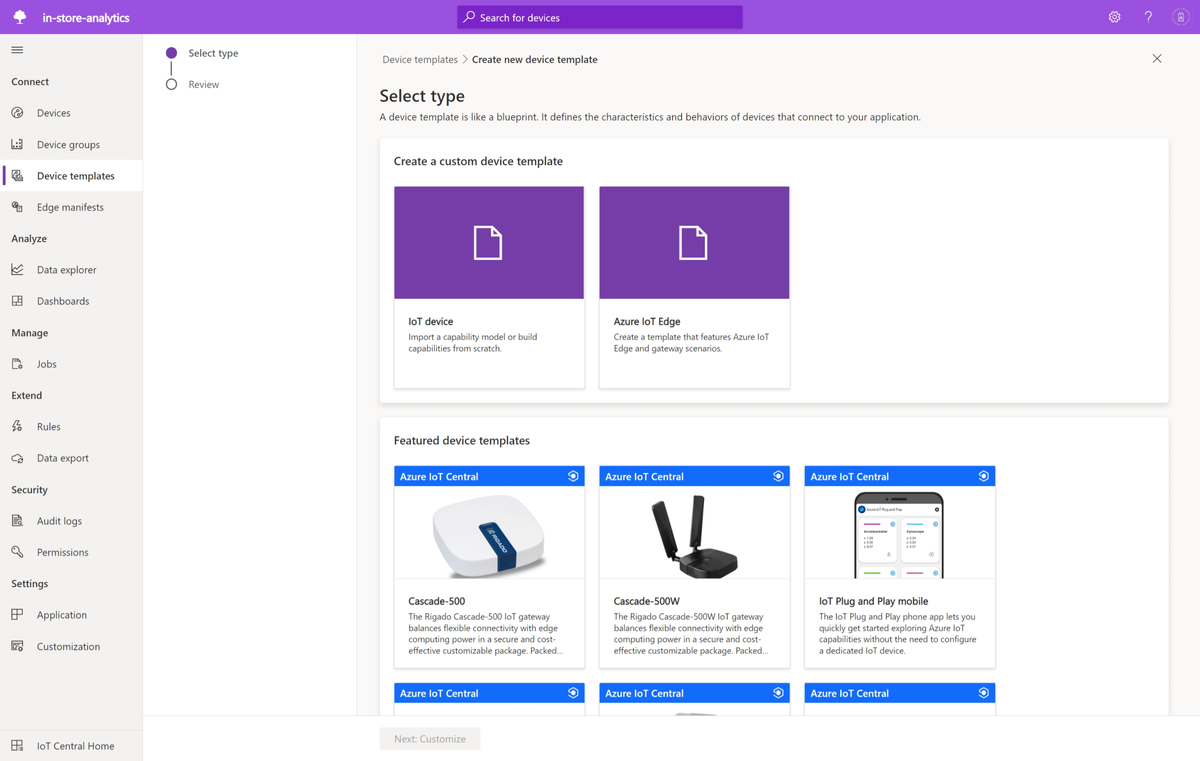 in-store-analytics
Search for devices
Connect
Devices
Device groups
Device templates
Edge manifests
Analyze
Data explorer
Dashboards
Manage
Jobs
Extend
Rules
Data export
Security
Audit logs
Permissions
Settings
Application
Customization
IoT Central Home
Select type
Review
Device templates > Create new device template
Select type
A device template is like a blueprint. It defines the characteristics and behaviors of devices that connect to your application.
Create a custom device template
IoT device
Import a capability model or build
capabilities from scratch.
Azure IoT Edge
Create a template that features Azure IoT
Edge and gateway scenarios.
Featured device templates
Azure IoT Central
RIGADO
Cascade-500
The Rigado Cascade-500 IoT gateway
balances flexible connectivity with edge
computing power in a secure and cost-
effective customizable package. Packed...
Azure IoT Central
Cascade-500W
The Rigado Cascade-500W IoT gateway
balances flexible connectivity with edge
computing power in a secure and cost-
effective customizable package. Packed...
Azure IoT Central
Azure IoT Plug and Play
Accelerometer
Gyroscope
IoT Plug and Play mobile
The IoT Plug and Play phone app lets you
quickly get started exploring Azure IoT
capabilities without the need to configure
a dedicated IoT device.
Azure IoT Central
Azure IoT Central
Azure IoT Central
Next: Customize